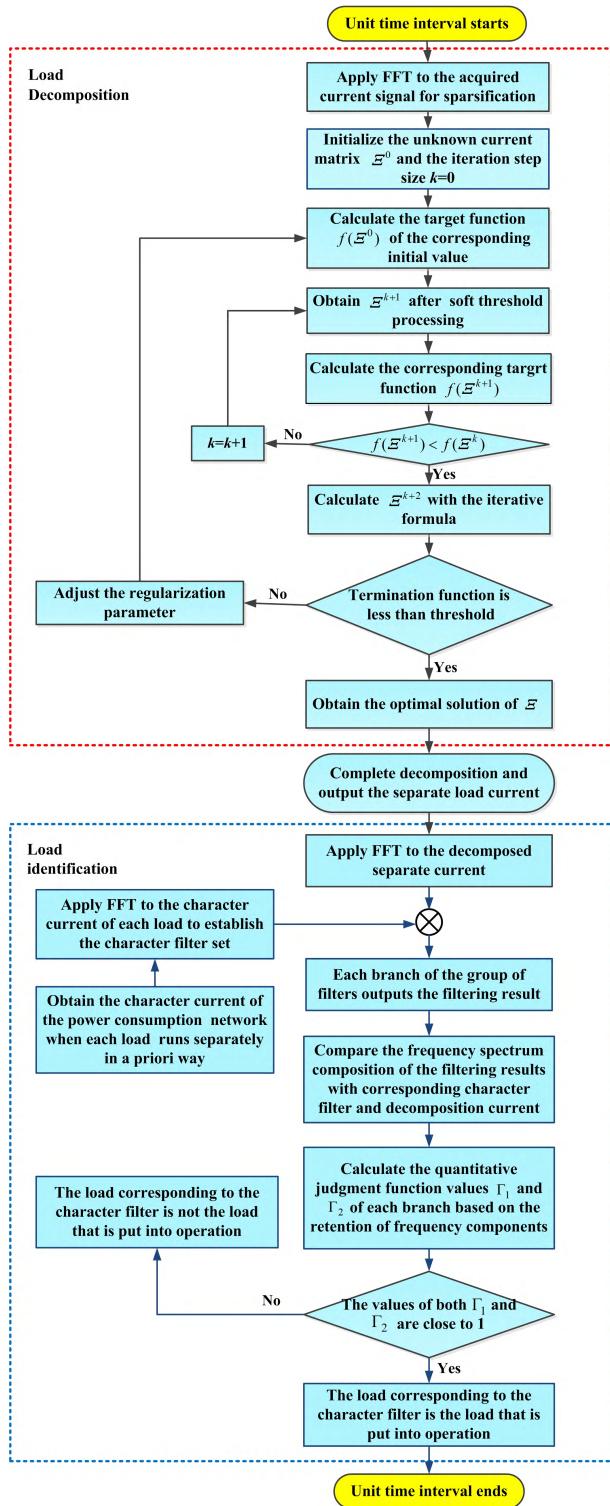 Unit time interval starts
Load
Decomposition
Apply FFT to the acquired
current signal for sparsification
Initialize the unknown current
matrix Ξ⁰ and the iteration step
size k=0
Calculate the target function
f(Ξ⁰) of the corresponding
initial value
Obtain Ξᵏ⁺¹ after soft threshold
processing
Calculate the corresponding targrt
function f(Ξᵏ⁺¹)
k=k+1
No
f(Ξᵏ⁺¹) < f(Ξᵏ)
Yes
Calculate Ξᵏ⁺² with the iterative
formula
Adjust the regularization
parameter
No
Termination function is
less than threshold
Yes
Obtain the optimal solution of Ξ
Complete decomposition and
output the separate load current
Load
identification
Apply FFT to the decomposed
separate current
Apply FFT to the character
current of each load to establish
the character filter set
Each branch of the group of
filters outputs the filtering result
Obtain the character current of
the power consumption network
when each load runs separately
in a priori way
Compare the frequency spectrum
composition of the filtering results
with corresponding character
filter and decomposition current
Calculate the quantitative
judgment function values Γ₁ and
Γ₂ of each branch based on the
retention of frequency components
The load corresponding to the
character filter is not the load
that is put into operation
No
The values of both Γ₁ and
Γ₂ are close to 1
Yes
The load corresponding to the
character filter is the load that is
put into operation
Unit time interval ends